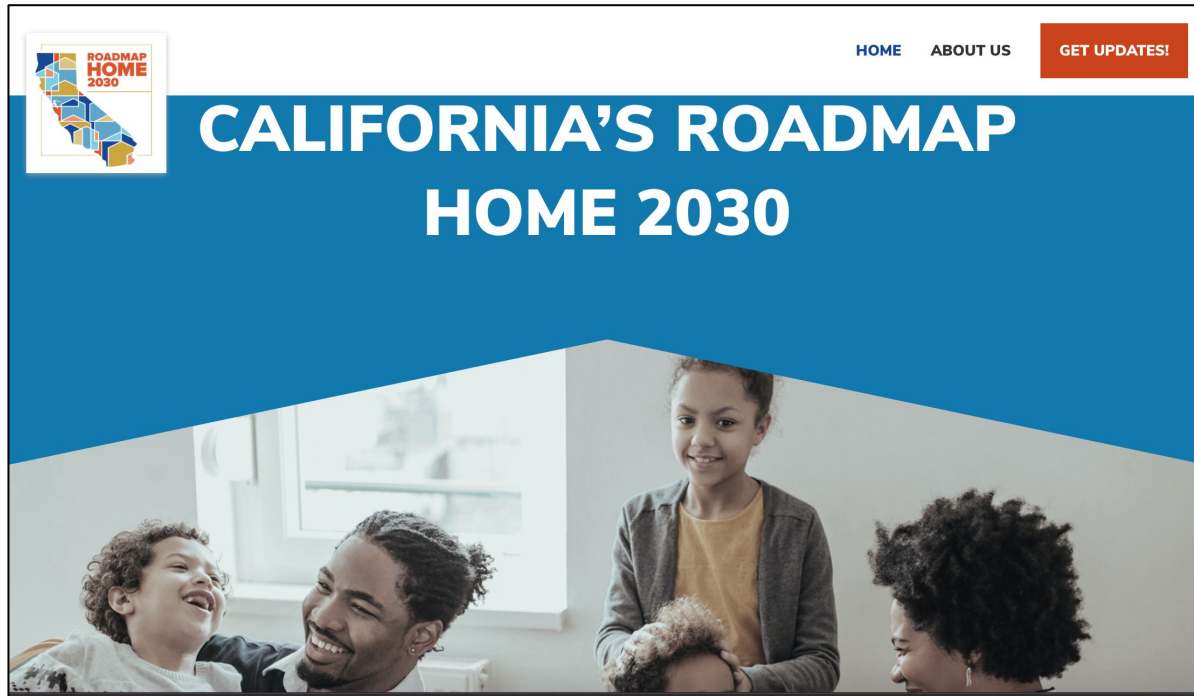 ROADMAP
HOME
2030
HOME
ABOUT US
GET UPDATES!
CALIFORNIA’S ROADMAP
HOME 2030